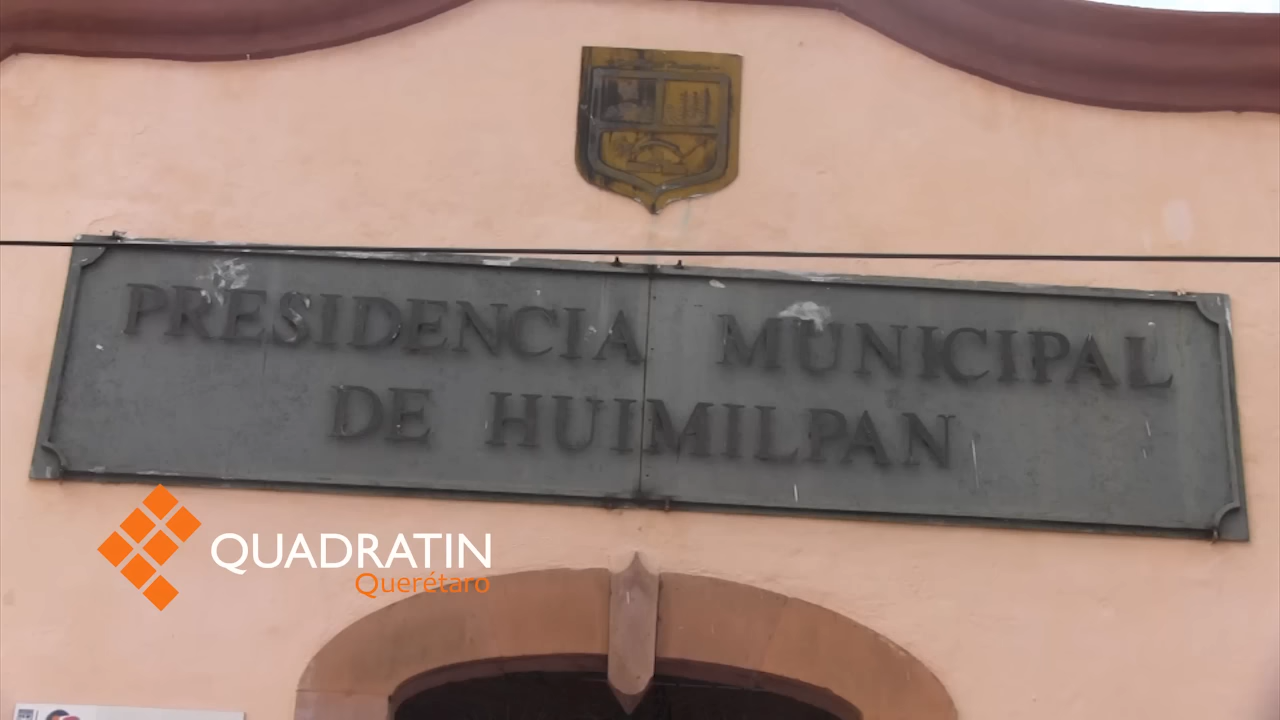 PRESIDENCIA MUNICIPAL
DE HUIMILPAN
QUADRATIN
Querétaro